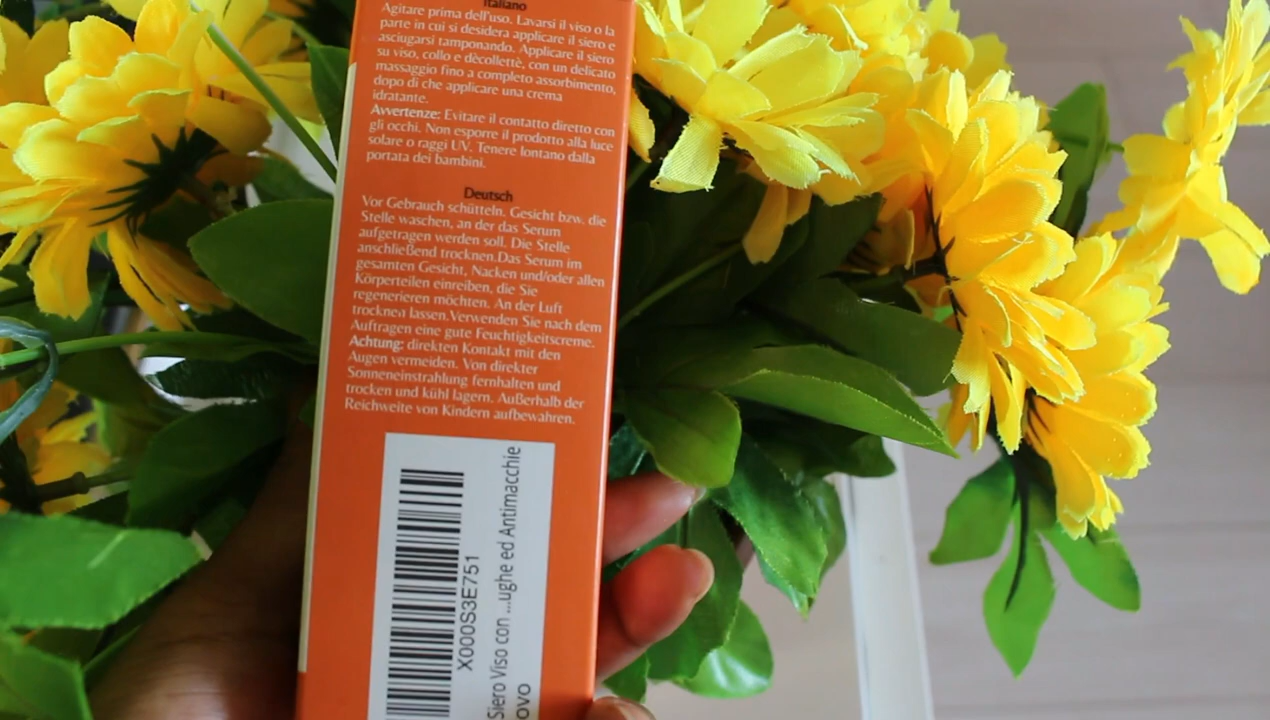 Italiano
Agitare prima dell'uso. Lavarsi il viso o la
parte in cui si desidera applicare il siero e
asciugarsi tamponando. Applicare il siero
su viso, collo e dècolletè, con un delicato
massaggio fino a completo assorbimento,
dopo di che applicare una crema
idratante.
Avvertenze: Evitare il contatto diretto con
gli occhi. Non esporre il prodotto alla luce
solare o raggi UV. Tenere lontano dalla
portata dei bambini.
Deutsch
Vor Gebrauch schütteln. Gesicht bzw. die
Stelle waschen, an der das Serum
aufgetragen werden soll. Die Stelle
anschließend trocknen.Das Serum im
gesamten Gesicht, Nacken und/oder allen
Körperteilen einreiben, die Sie
regenerieren möchten. An der Luft
trocknen lassen.Verwenden Sie nach dem
Auftragen eine gute Feuchtigkeitscreme.
Achtung: direkten Kontakt mit den
Augen vermeiden. Von direkter
Sonneneinstrahlung fernhalten und
trocken und kühl lagern. Außerhalb der
Reichweite von Kindern aufbewahren.
X000S3E751
Siero Viso con ...ughe ed Antimacchie
ovo